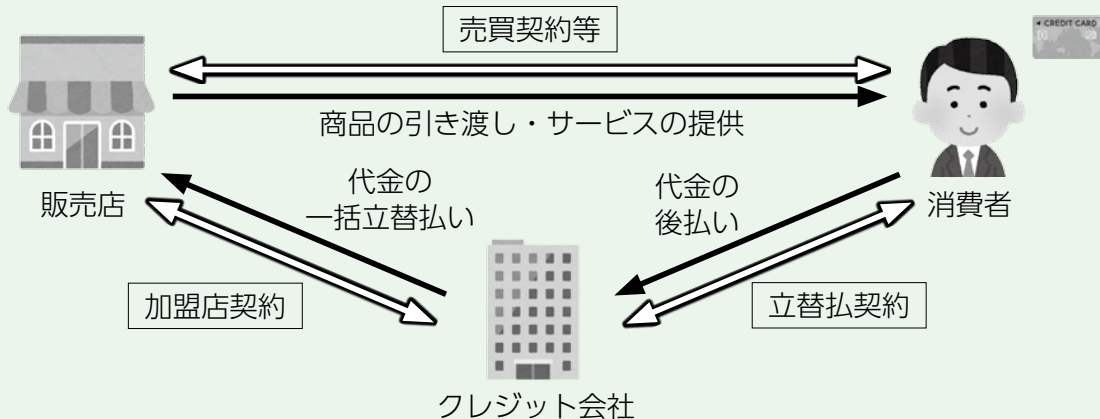 売買契約等
CREDIT CARD
商品の引き渡し・サービスの提供
販売店
代金の
一括立替払い
代金の
後払い
消費者
加盟店契約
立替払契約
クレジット会社